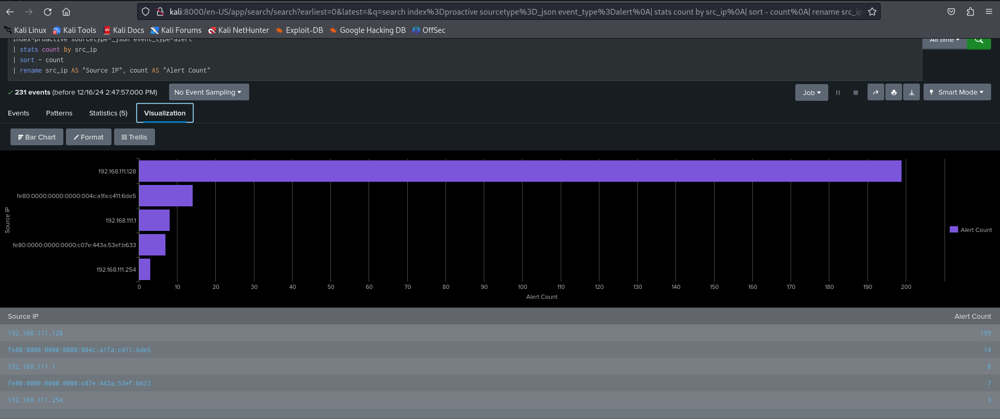 kali:8000/en-US/app/search/search?earliest=0&latest=&q=search index%3Dproactive sourcetype%3D_json event_type%3Dalert%0A| stats count by src_ip%0A| sort - count%0A| rename src_ip
Kali Linux Kali Tools Kali Docs Kali Forums Kali NetHunter Exploit-DB Google Hacking DB OffSec
index=proactive sourcetype=_json event_type=alert
All time
| stats count by src_ip
| sort - count
| rename src_ip AS "Source IP", count AS "Alert Count"
231 events (before 12/16/24 2:47:57.000 PM) No Event Sampling Job Smart Mode
Events Patterns Statistics (5) Visualization
Bar Chart Format Trellis
192.168.111.128
fe80:0000:0000:0000:004c:a1fa:c411:6de5
192.168.111.1
fe80:0000:0000:0000:c07e:443a:53ef:b633
192.168.111.254
Source IP
Alert Count
0 10 20 30 40 50 60 70 80 90 100 110 120 130 140 150 160 170 180 190 200
Alert Count
Source IP Alert Count
192.168.111.128 199
fe80:0000:0000:0000:004c:a1fa:c411:6de5 14
192.168.111.1 8
fe80:0000:0000:0000:c07e:443a:53ef:b633 7
192.168.111.254 3